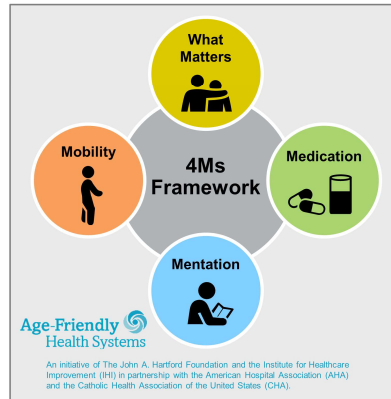 What
Matters
Mobility
4Ms
Framework
Medication
Mentation
Age-Friendly
Health Systems
An initiative of The John A. Hartford Foundation and the Institute for Healthcare
Improvement (IHI) in partnership with the American Hospital Association (AHA)
and the Catholic Health Association of the United States (CHA).